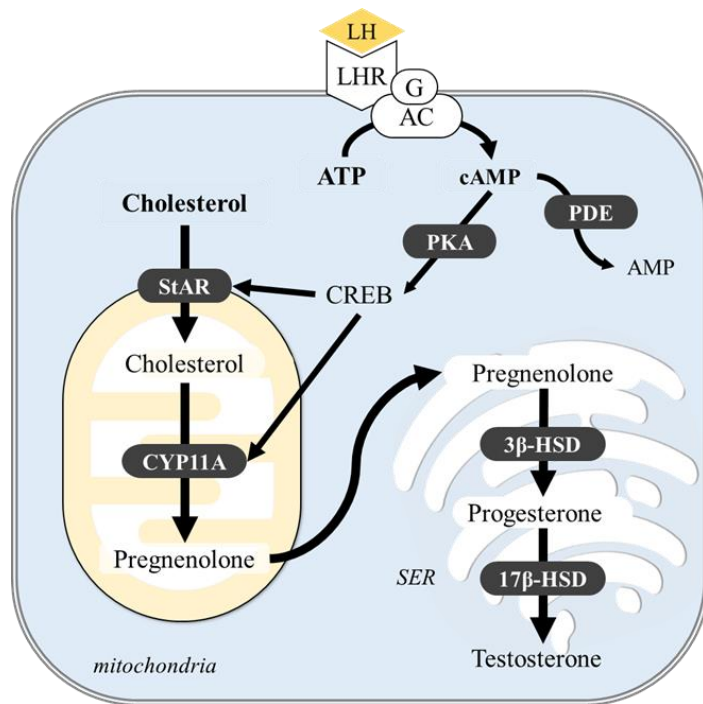 LH
LHR
G
AC
ATP
cAMP
PDE
AMP
PKA
CREB
Cholesterol
StAR
Cholesterol
CYP11A
Pregnenolone
mitochondria
Pregnenolone
3β-HSD
Progesterone
17β-HSD
Testosterone
SER